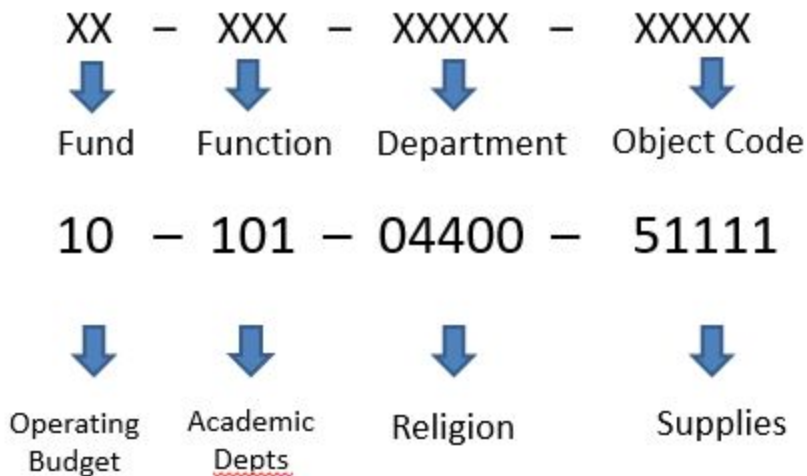 XX – XXX – XXXXX – XXXXX
Fund Function Department Object Code
10 – 101 – 04400 – 51111
Operating Budget Academic Depts Religion Supplies